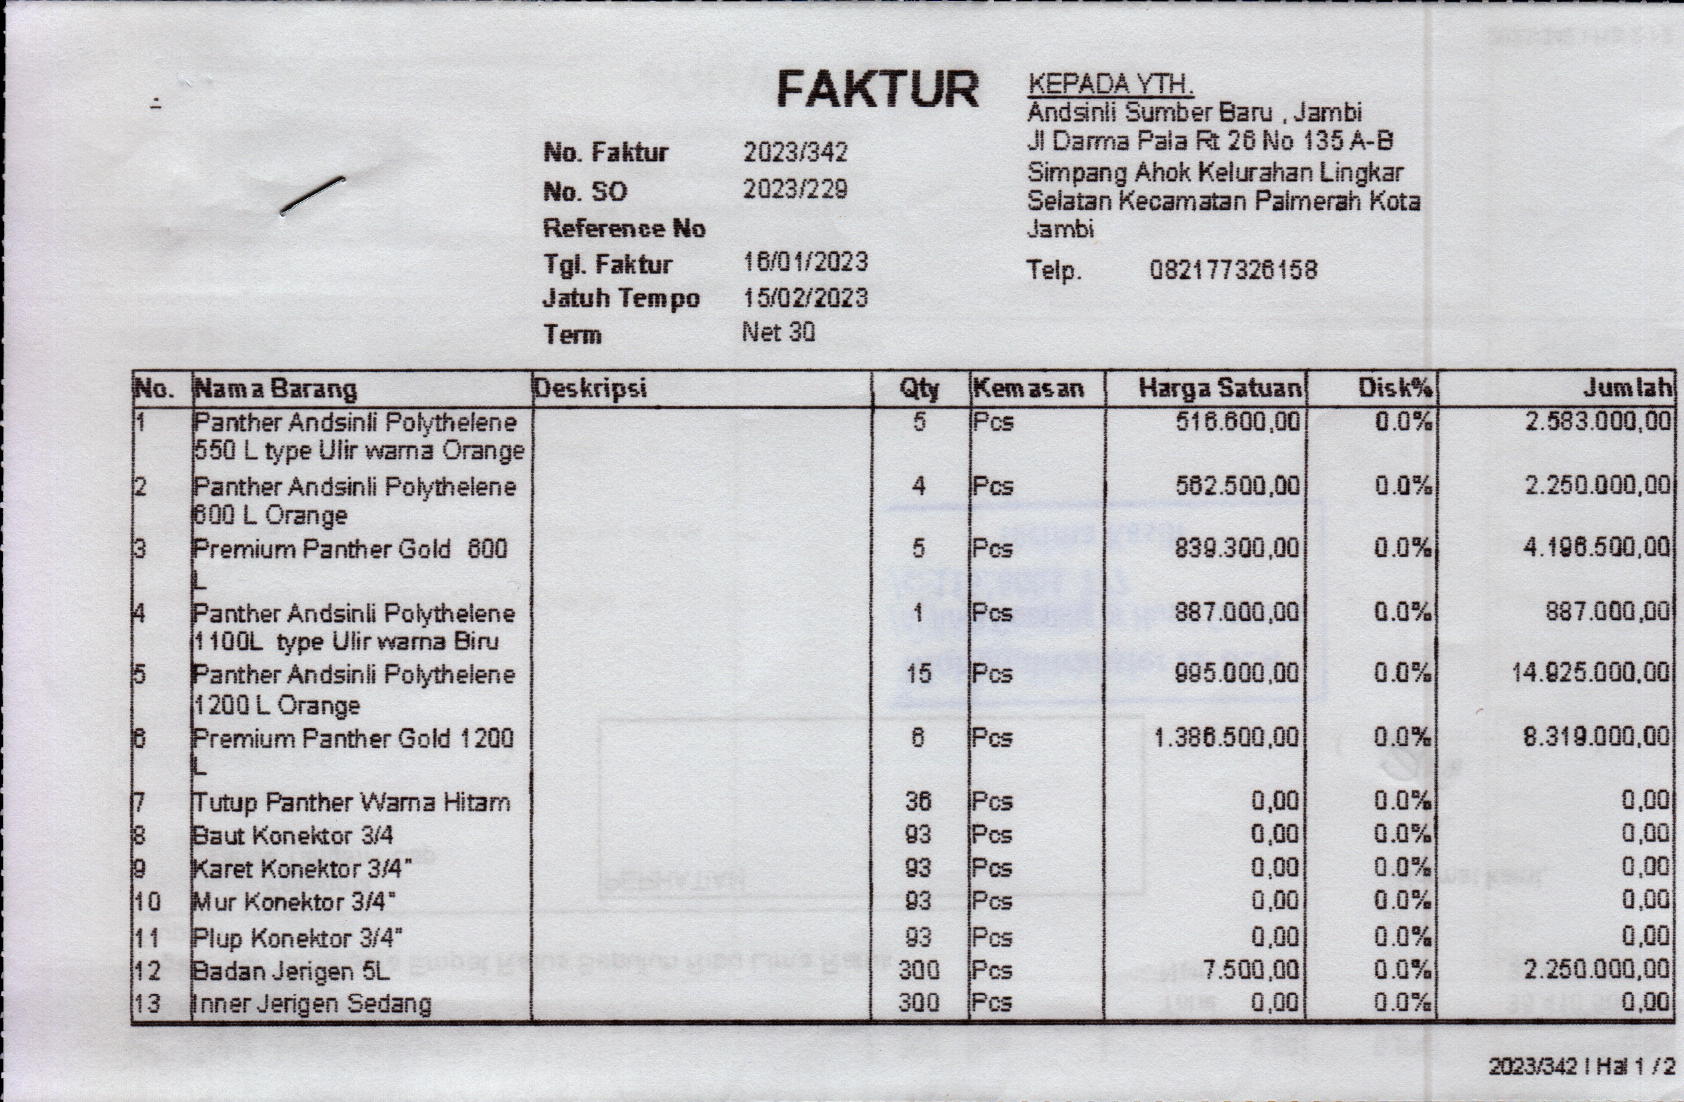 FAKTUR
No. Faktur 2023/342
No. SO 2023/229
Reference No
Tgl. Faktur 16/01/2023
Jatuh Tempo 15/02/2023
Term Net 30
KEPADA YTH.
Andsinli Sumber Baru , Jambi
Jl Darma Pala Rt 26 No 135 A-B
Simpang Ahok Kelurahan Lingkar
Selatan Kecamatan Palmerah Kota
Jambi
Telp. 082177326158
No. Nama Barang Deskripsi Qty Kemasan Harga Satuan Disk% Jumlah
1 Panther Andsinli Polythelene 5 Pcs 516.600,00 0.0% 2.583.000,00
550 L type Ulir warna Orange
2 Panther Andsinli Polythelene 4 Pcs 562.500,00 0.0% 2.250.000,00
600 L Orange
3 Premium Panther Gold 600 5 Pcs 839.300,00 0.0% 4.196.500,00
L
4 Panther Andsinli Polythelene 1 Pcs 887.000,00 0.0% 887.000,00
1100L type Ulir warna Biru
5 Panther Andsinli Polythelene 15 Pcs 995.000,00 0.0% 14.925.000,00
1200 L Orange
6 Premium Panther Gold 1200 6 Pcs 1.386.500,00 0.0% 8.319.000,00
L
7 Tutup Panther Warna Hitam 36 Pcs 0,00 0.0% 0,00
8 Baut Konektor 3/4 93 Pcs 0,00 0.0% 0,00
9 Karet Konektor 3/4" 93 Pcs 0,00 0.0% 0,00
10 Mur Konektor 3/4" 93 Pcs 0,00 0.0% 0,00
11 Plup Konektor 3/4" 93 Pcs 0,00 0.0% 0,00
12 Badan Jerigen 5L 300 Pcs 7.500,00 0.0% 2.250.000,00
13 Inner Jerigen Sedang 300 Pcs 0,00 0.0% 0,00
2023/342 | Hal 1 / 2